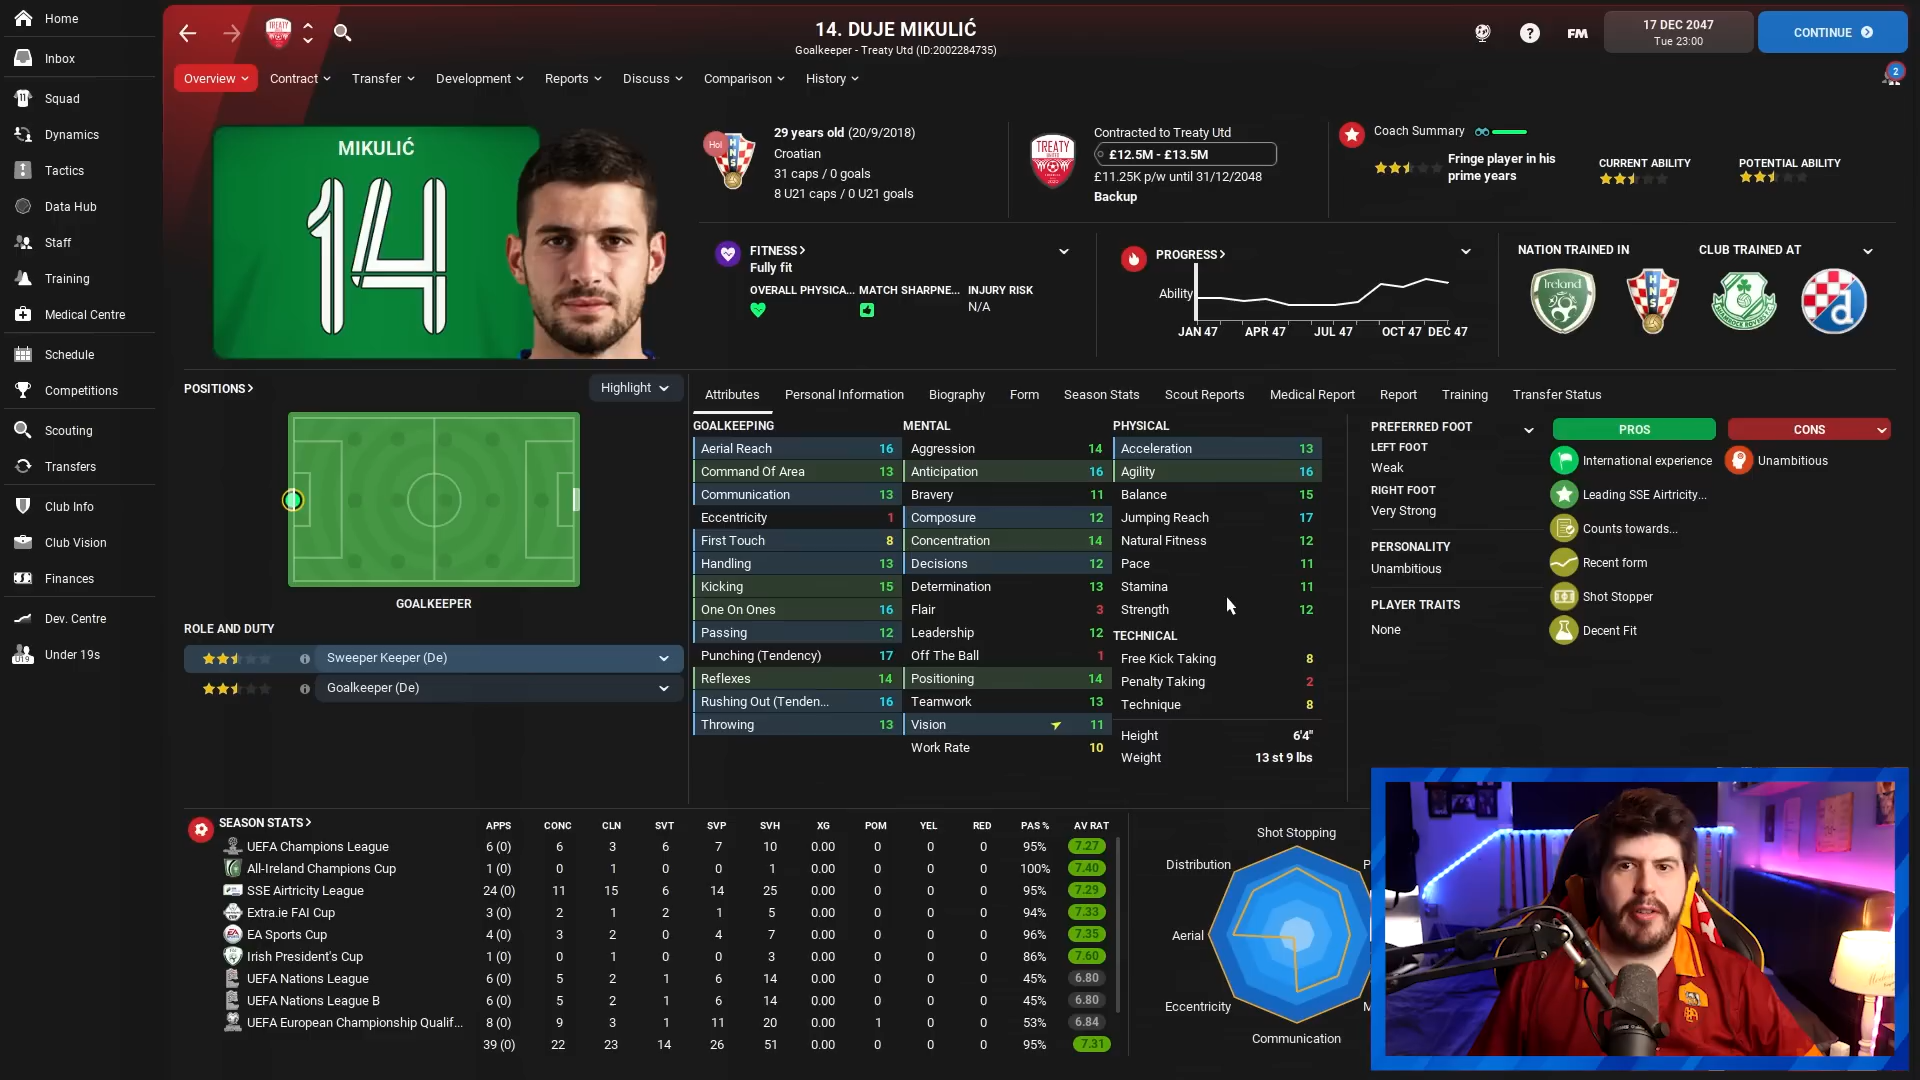 Home
Inbox
Squad
Dynamics
Tactics
Data Hub
Staff
Training
Medical Centre
Schedule
Competitions
Scouting
Transfers
Club Info
Club Vision
Finances
Dev. Centre
Under 19s
14. DUJE MIKULIĆ
Goalkeeper - Treaty Utd (ID:2002284735)
FM
17 DEC 2047
Tue 23:00
CONTINUE
2
Overview
Contract
Transfer
Development
Reports
Discuss
Comparison
History
MIKULIĆ
14
Hol
29 years old (20/9/2018)
Croatian
31 caps / 0 goals
8 U21 caps / 0 U21 goals
TREATY
Contracted to Treaty Utd
£12.5M - £13.5M
£11.25K p/w until 31/12/2048
Backup
Coach Summary
Fringe player in his
prime years
CURRENT ABILITY
POTENTIAL ABILITY
FITNESS
Fully fit
OVERALL PHYSICA... MATCH SHARPNE... INJURY RISK
N/A
PROGRESS
Ability
JAN 47 APR 47 JUL 47 OCT 47 DEC 47
NATION TRAINED IN
CLUB TRAINED AT
Ireland
HNS
POSITIONS
Highlight
GOALKEEPER
ROLE AND DUTY
Sweeper Keeper (De)
Goalkeeper (De)
Attributes Personal Information Biography Form Season Stats Scout Reports Medical Report Report Training Transfer Status
GOALKEEPING
Aerial Reach 16
Command Of Area 13
Communication 13
Eccentricity 1
First Touch 8
Handling 13
Kicking 15
One On Ones 16
Passing 12
Punching (Tendency) 17
Reflexes 14
Rushing Out (Tenden... 16
Throwing 13
MENTAL
Aggression 14
Anticipation 16
Bravery 11
Composure 12
Concentration 14
Decisions 12
Determination 13
Flair 3
Leadership 12
Off The Ball 1
Positioning 14
Teamwork 13
Vision 11
Work Rate 10
PHYSICAL
Acceleration 13
Agility 16
Balance 15
Jumping Reach 17
Natural Fitness 12
Pace 11
Stamina 11
Strength 12
TECHNICAL
Free Kick Taking 8
Penalty Taking 2
Technique 8
Height 6'4"
Weight 13 st 9 lbs
PREFERRED FOOT
LEFT FOOT
Weak
RIGHT FOOT
Very Strong
PERSONALITY
Unambitious
PLAYER TRAITS
None
PROS
International experience
Leading SSE Airtricity...
Counts towards...
Recent form
Shot Stopper
Decent Fit
CONS
Unambitious
SEASON STATS
APPS CONC CLN SVT SVP SVH XG POM YEL RED PAS % AV RAT
UEFA Champions League 6 (0) 6 3 6 7 10 0.00 0 0 0 95% 7.27
All-Ireland Champions Cup 1 (0) 0 1 0 0 1 0.00 0 0 0 100% 7.40
SSE Airtricity League 24 (0) 11 15 6 14 25 0.00 0 0 0 95% 7.29
Extra.ie FAI Cup 3 (0) 2 1 2 1 5 0.00 0 0 0 94% 7.33
EA Sports Cup 4 (0) 3 2 0 4 7 0.00 0 0 0 96% 7.35
Irish President's Cup 1 (0) 0 1 0 0 3 0.00 0 0 0 86% 7.60
UEFA Nations League 6 (0) 5 2 1 6 14 0.00 0 0 0 45% 6.80
UEFA Nations League B 6 (0) 5 2 1 6 14 0.00 0 0 0 45% 6.80
UEFA European Championship Qualif... 8 (0) 9 3 1 11 20 0.00 1 0 0 53% 6.84
39 (0) 22 23 14 26 51 0.00 0 0 0 95% 7.31
Shot Stopping
Distribution
P
Aerial
Eccentricity
M
Communication